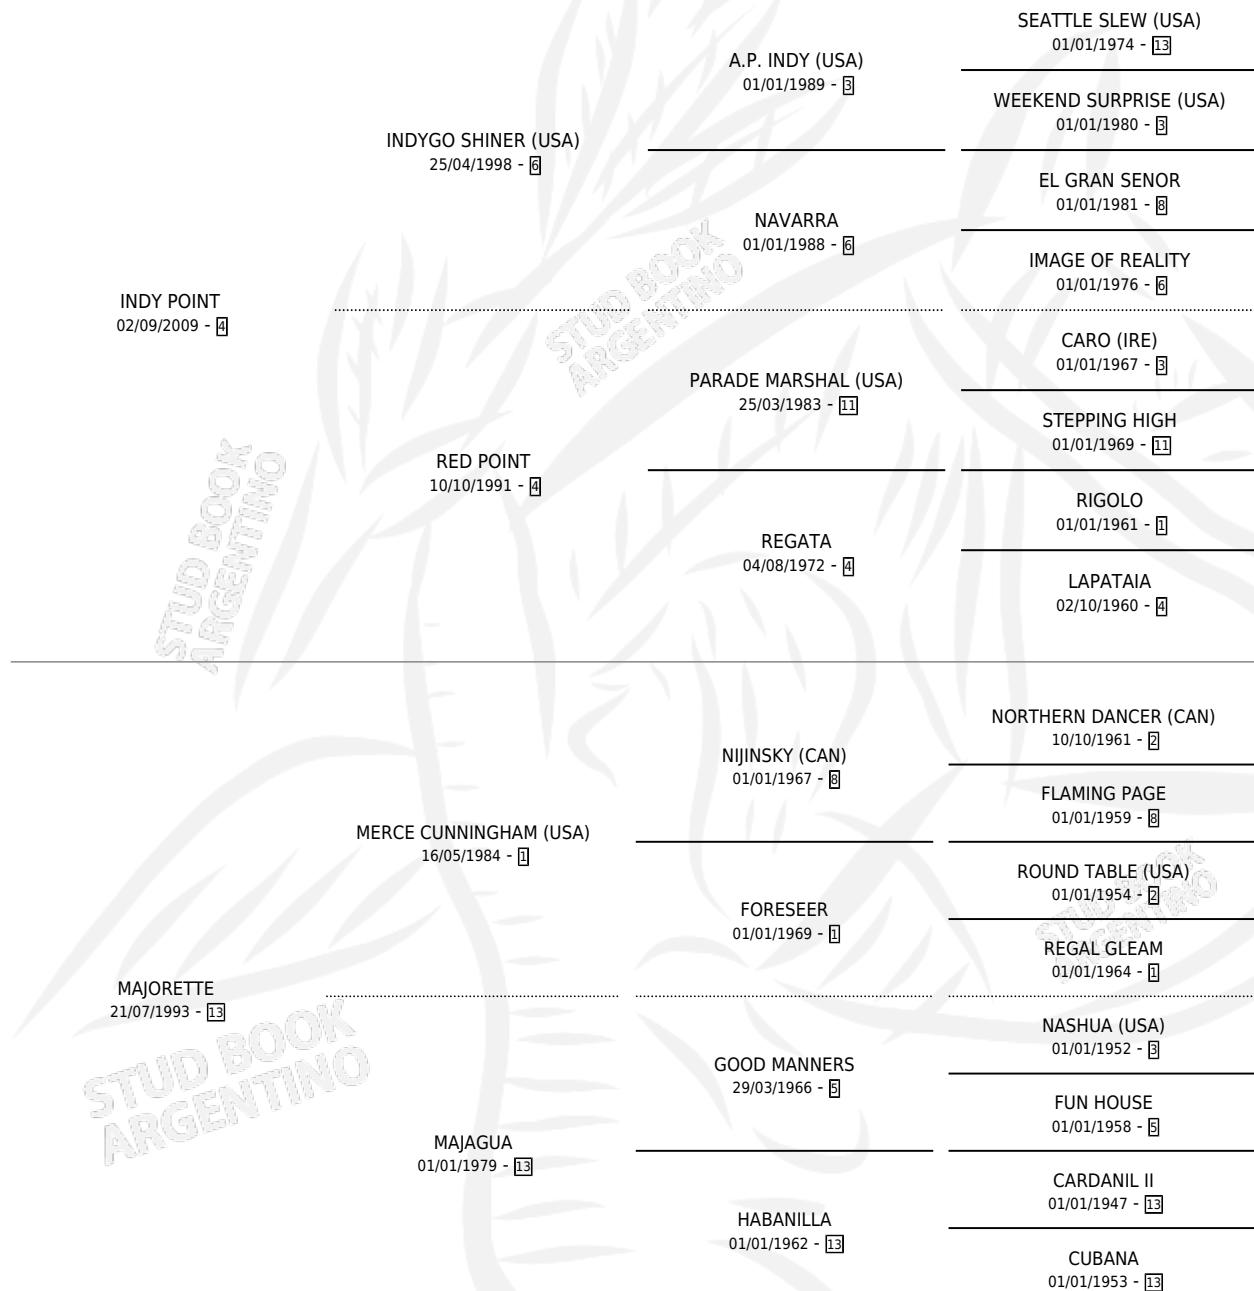 SEATTLE SLEW (USA)
01/01/1974 - 13
A.P. INDY (USA)
01/01/1989 - 3
WEEKEND SURPRISE (USA)
01/01/1980 - 3
INDYGO SHINER (USA)
25/04/1998 - 6
EL GRAN SENOR
01/01/1981 - 8
NAVARRA
01/01/1988 - 6
IMAGE OF REALITY
01/01/1976 - 6
INDY POINT
02/09/2009 - 4
CARO (IRE)
01/01/1967 - 3
PARADE MARSHAL (USA)
25/03/1983 - 11
STEPPING HIGH
01/01/1969 - 11
RED POINT
10/10/1991 - 4
RIGOLO
01/01/1961 - 1
REGATA
04/08/1972 - 4
LAPATAIA
02/10/1960 - 4
NORTHERN DANCER (CAN)
10/10/1961 - 2
NIJINSKY (CAN)
01/01/1967 - 8
FLAMING PAGE
01/01/1959 - 8
MERCE CUNNINGHAM (USA)
16/05/1984 - 1
ROUND TABLE (USA)
01/01/1954 - 2
FORESEER
01/01/1969 - 1
REGAL GLEAM
01/01/1964 - 1
MAJORETTE
21/07/1993 - 13
NASHUA (USA)
01/01/1952 - 3
GOOD MANNERS
29/03/1966 - 5
FUN HOUSE
01/01/1958 - 5
MAJAGUA
01/01/1979 - 13
CARDANIL II
01/01/1947 - 13
HABANILLA
01/01/1962 - 13
CUBANA
01/01/1953 - 13
STUD BOOK
ARGENTINO
STUD BOOK
ARGENTINO
STUD BOOK
ARGENTINO
STUD BOOK
ARGENTINO